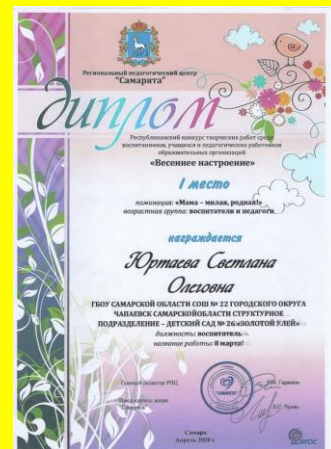 Региональный педагогический центр
"Самарята"
ДИПЛОМ
Республиканский конкурс творческих работ среди
воспитанников, учащихся и педагогических работников
образовательных организаций
«Весеннее настроение»
I место
номинация: «Мама – милая, родная!»
возрастная группа: воспитатели и педагоги
награждается
Юртаева Светлана
Олеговна
ГБОУ САМАРСКОЙ ОБЛАСТИ СОШ № 22 ГОРОДСКОГО ОКРУГА
ЧАПАЕВСК САМАРСКОЙОБЛАСТИ СТРУКТУРНОЕ
ПОДРАЗДЕЛЕНИЕ – ДЕТСКИЙ САД № 26«ЗОЛОТОЙ УЛЕЙ»
должность: воспитатель
название работы: 8 марта!
Главный редактор РПЦ
Председатель жюри
"САМАРЯТА"
Самара
Апрель 2020 г.
ФГОС